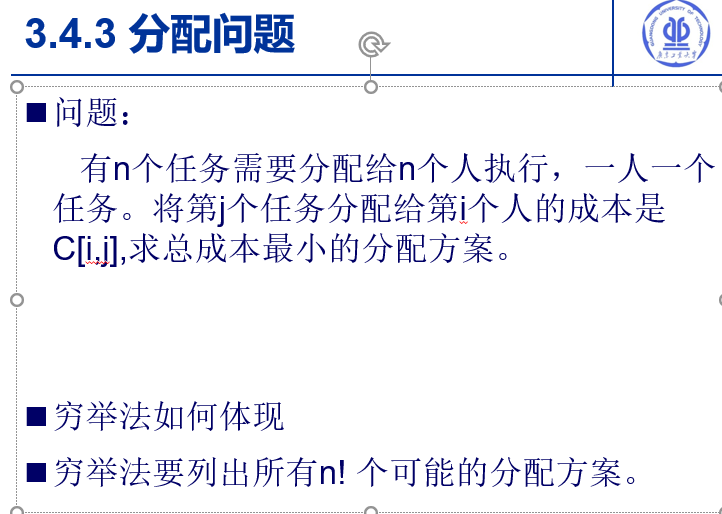 3.4.3 分配问题
问题：
有n个任务需要分配给n个人执行，一人一个
任务。将第j个任务分配给第i个人的成本是
C[i,j],求总成本最小的分配方案。
穷举法如何体现
穷举法要列出所有n! 个可能的分配方案。